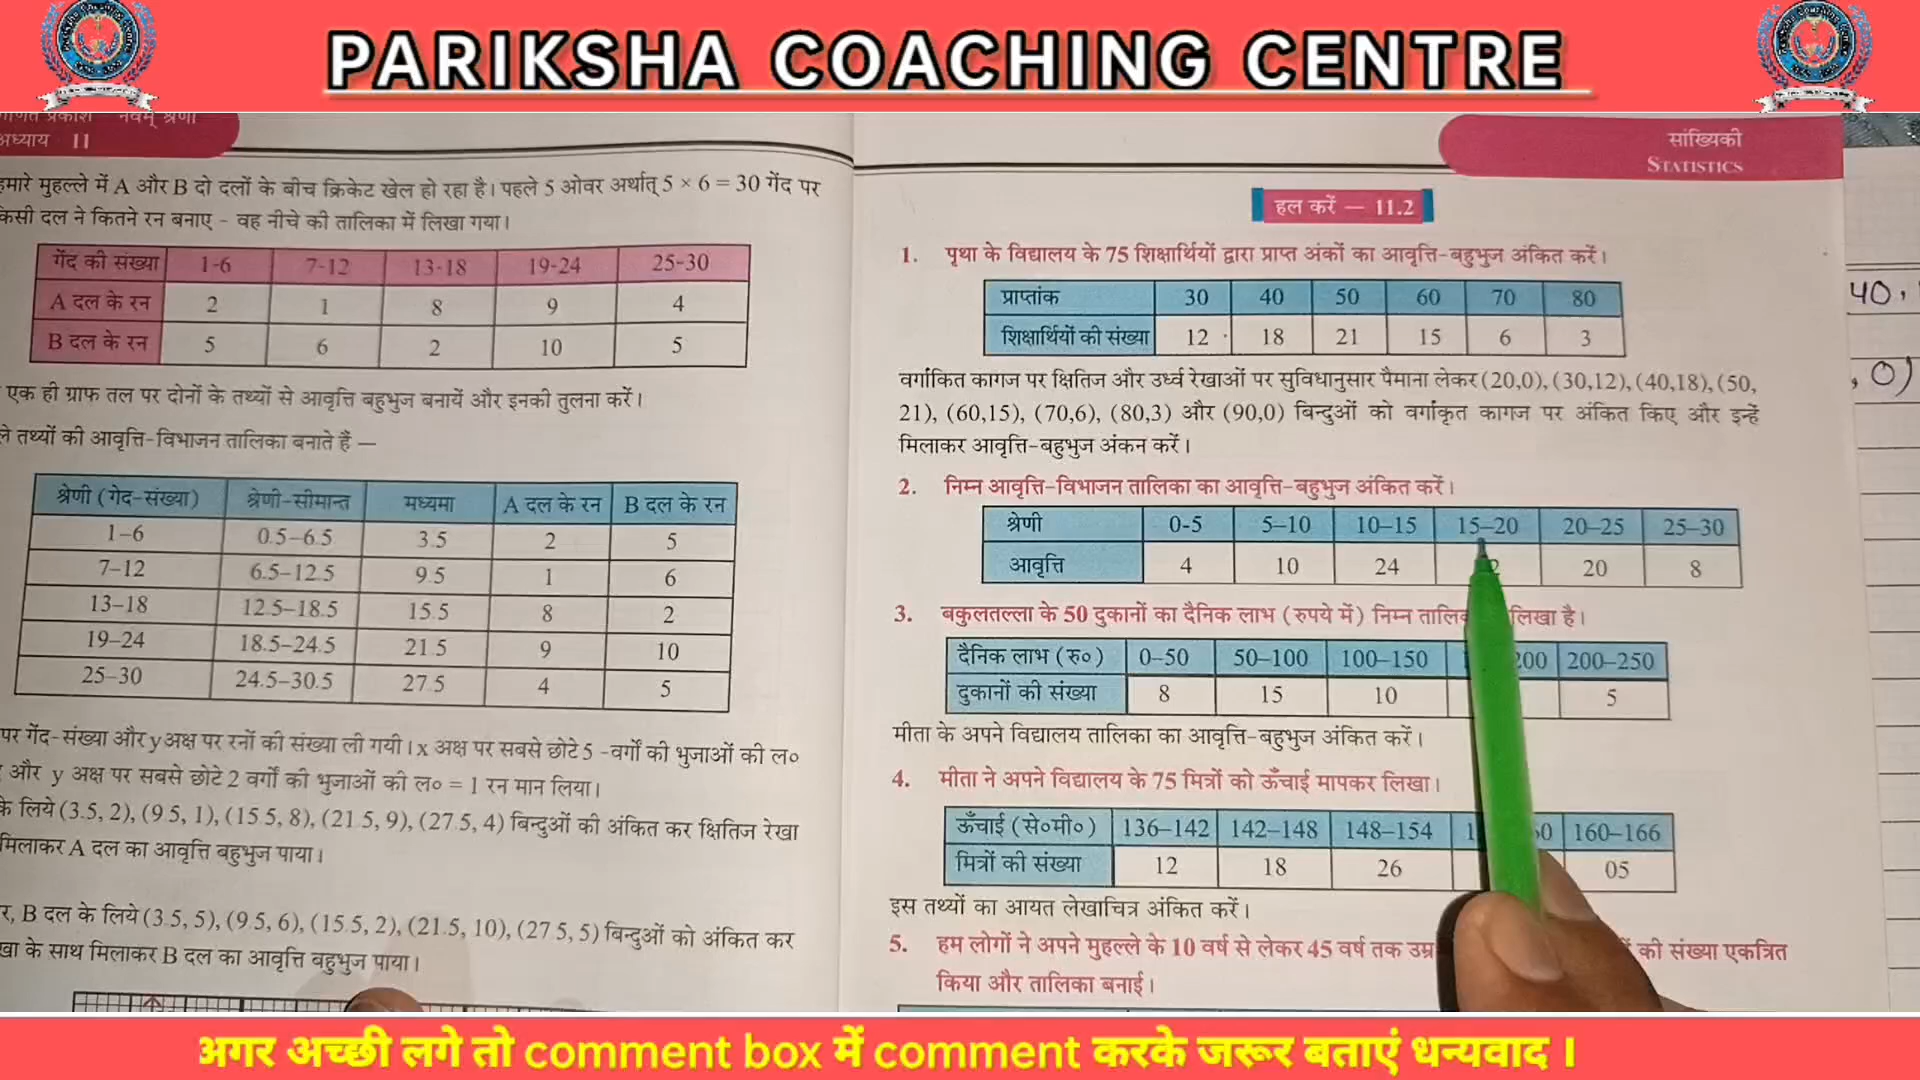 PARIKSHA COACHING CENTRE
गणित प्रकाश नवम् श्रेणी
अध्याय 11
हमारे मुहल्ले में A और B दो दलों के बीच क्रिकेट खेल हो रहा है। पहले 5 ओवर अर्थात् 5 × 6 = 30 गेंद पर
किसी दल ने कितने रन बनाए - वह नीचे की तालिका में लिखा गया।
गेंद की संख्या 1-6 7-12 13-18 19-24 25-30
A दल के रन 2 1 8 9 4
B दल के रन 5 6 2 10 5
एक ही ग्राफ तल पर दोनों के तथ्यों से आवृत्ति बहुभुज बनायें और इनकी तुलना करें।
ले तथ्यों की आवृत्ति-विभाजन तालिका बनाते हैं —
श्रेणी (गेद-संख्या) श्रेणी-सीमान्त मध्यमा A दल के रन B दल के रन
1–6 0.5–6.5 3.5 2 5
7–12 6.5–12.5 9.5 1 6
13–18 12.5–18.5 15.5 8 2
19–24 18.5–24.5 21.5 9 10
25–30 24.5–30.5 27.5 4 5
पर गेंद-संख्या और y अक्ष पर रनों की संख्या ली गयी। x अक्ष पर सबसे छोटे 5 -वर्गों की भुजाओं की ल०
और y अक्ष पर सबसे छोटे 2 वर्गों की भुजाओं की ल० = 1 रन मान लिया।
के लिये (3.5, 2), (9.5, 1), (15.5, 8), (21.5, 9), (27.5, 4) बिन्दुओं की अंकित कर क्षितिज रेखा
मिलाकर A दल का आवृत्ति बहुभुज पाया।
र, B दल के लिये (3.5, 5), (9.5, 6), (15.5, 2), (21.5, 10), (27.5, 5) बिन्दुओं को अंकित कर
खा के साथ मिलाकर B दल का आवृत्ति बहुभुज पाया।
सांख्यिकी
STATISTICS
हल करें — 11.2
1. पृथा के विद्यालय के 75 शिक्षार्थियों द्वारा प्राप्त अंकों का आवृत्ति-बहुभुज अंकित करें।
प्राप्तांक 30 40 50 60 70 80
शिक्षार्थियों की संख्या 12 18 21 15 6 3
वर्गांकित कागज पर क्षितिज और उर्ध्व रेखाओं पर सुविधानुसार पैमाना लेकर (20,0), (30,12), (40,18), (50,
21), (60,15), (70,6), (80,3) और (90,0) बिन्दुओं को वर्गांकृत कागज पर अंकित किए और इन्हें
मिलाकर आवृत्ति-बहुभुज अंकन करें।
2. निम्न आवृत्ति-विभाजन तालिका का आवृत्ति-बहुभुज अंकित करें।
श्रेणी 0-5 5–10 10–15 15–20 20–25 25–30
आवृत्ति 4 10 24 2 20 8
3. बकुलतल्ला के 50 दुकानों का दैनिक लाभ (रुपये में) निम्न तालि लिखा है।
दैनिक लाभ (रु०) 0–50 50–100 100–150 1 200 200–250
दुकानों की संख्या 8 15 10 5
मीता के अपने विद्यालय तालिका का आवृत्ति-बहुभुज अंकित करें।
4. मीता ने अपने विद्यालय के 75 मित्रों को ऊँचाई मापकर लिखा।
ऊँचाई (से०मी०) 136–142 142–148 148–154 1 0 160–166
मित्रों की संख्या 12 18 26 05
इस तथ्यों का आयत लेखाचित्र अंकित करें।
5. हम लोगों ने अपने मुहल्ले के 10 वर्ष से लेकर 45 वर्ष तक उम्र की संख्या एकत्रित
किया और तालिका बनाई।
40,
, 0)
अगर अच्छी लगे तो comment box में comment करके जरूर बताएं धन्यवाद ।